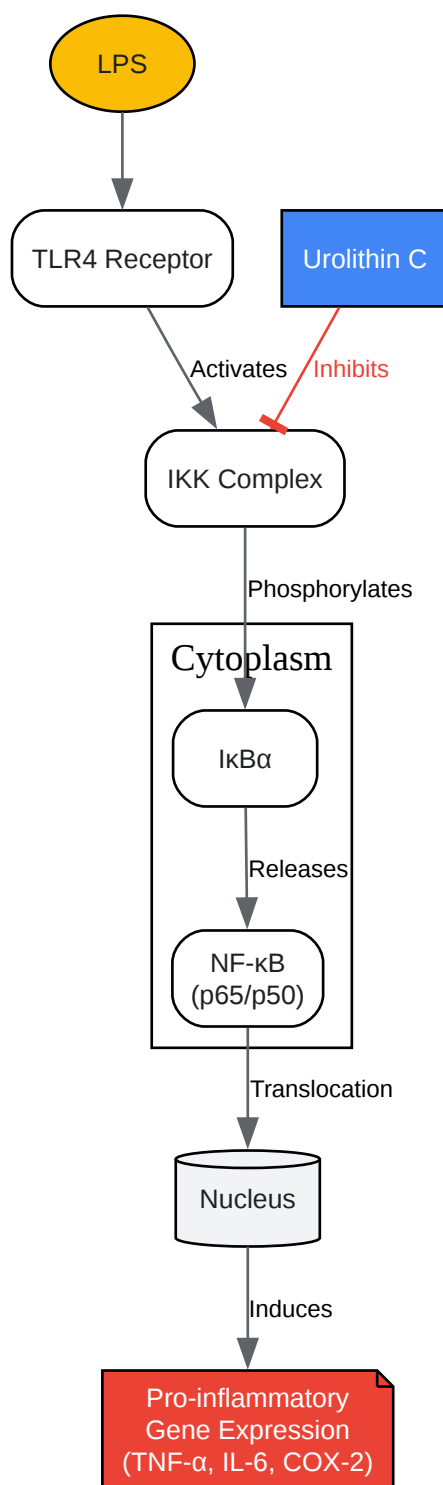 LPS
TLR4 Receptor
Urolithin C
Activates
Inhibits
IKK Complex
Phosphorylates
Cytoplasm
IκBα
Releases
NF-κB
(p65/p50)
Translocation
Nucleus
Induces
Pro-inflammatory
Gene Expression
(TNF-α, IL-6, COX-2)